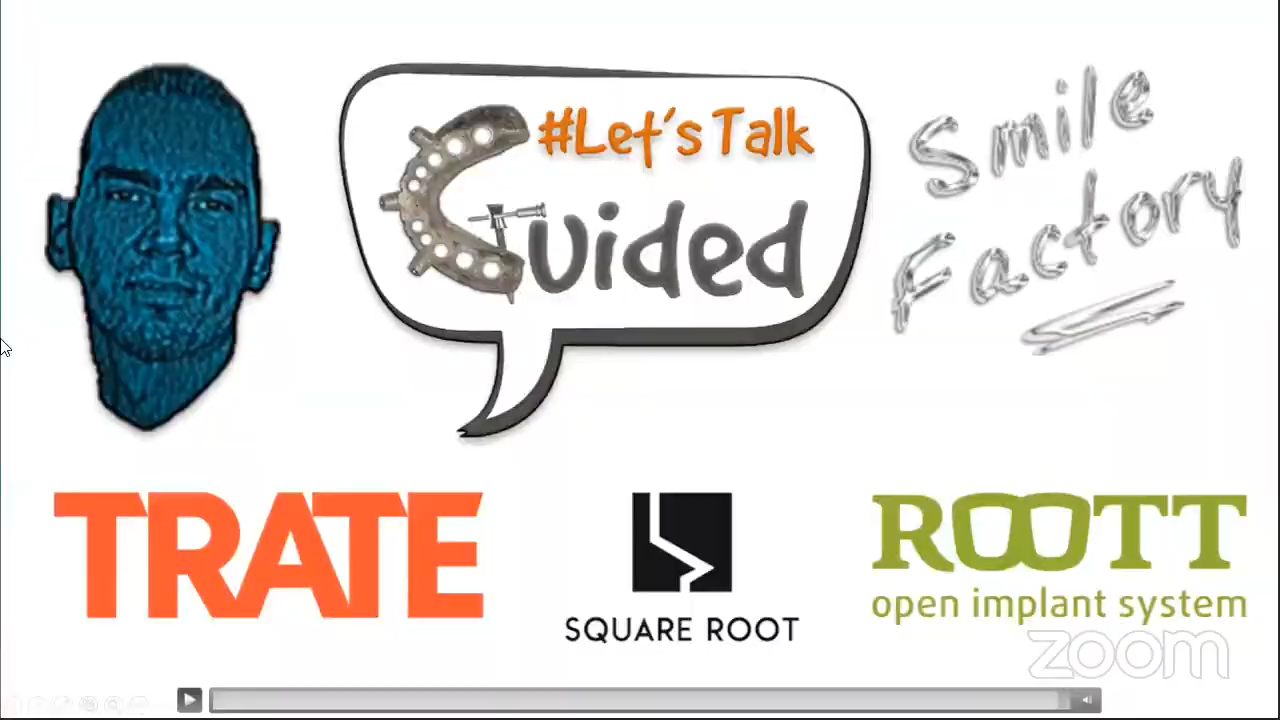 #Let's Talk
Guided
Smile
Factory
TRATE
SQUARE ROOT
ROOTT
open implant system
zoom